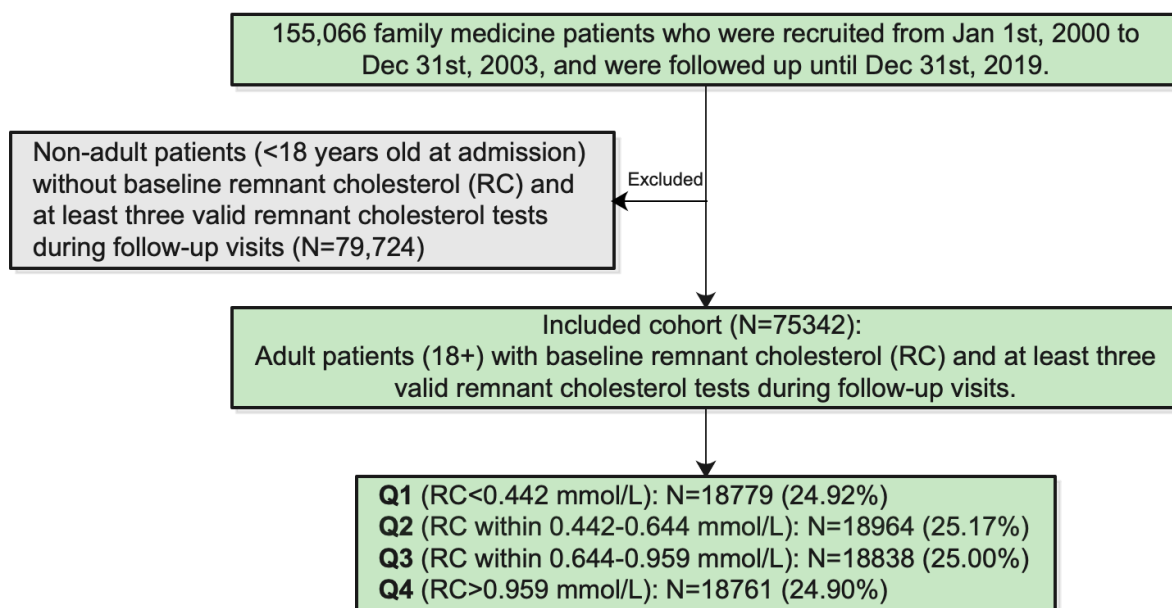 155,066 family medicine patients who were recruited from Jan 1st, 2000 to
Dec 31st, 2003, and were followed up until Dec 31st, 2019.
Non-adult patients (<18 years old at admission)
without baseline remnant cholesterol (RC) and
at least three valid remnant cholesterol tests
during follow-up visits (N=79,724)
Excluded
Included cohort (N=75342):
Adult patients (18+) with baseline remnant cholesterol (RC) and at least three
valid remnant cholesterol tests during follow-up visits.
Q1 (RC<0.442 mmol/L): N=18779 (24.92%)
Q2 (RC within 0.442-0.644 mmol/L): N=18964 (25.17%)
Q3 (RC within 0.644-0.959 mmol/L): N=18838 (25.00%)
Q4 (RC>0.959 mmol/L): N=18761 (24.90%)